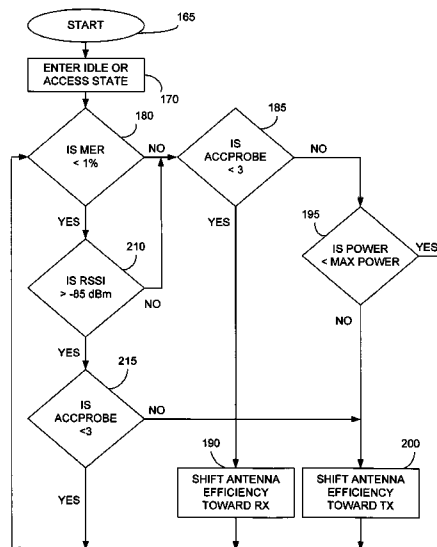 START
165
ENTER IDLE OR
ACCESS STATE
170
180
IS MER
< 1%
NO
YES
185
IS
ACCPROBE
< 3
NO
YES
195
IS POWER
< MAX POWER
YES
NO
210
IS RSSI
> -85 dBm
NO
YES
215
IS
ACCPROBE
<3
NO
YES
190
SHIFT ANTENNA
EFFICIENCY
TOWARD RX
200
SHIFT ANTENNA
EFFICIENCY
TOWARD TX